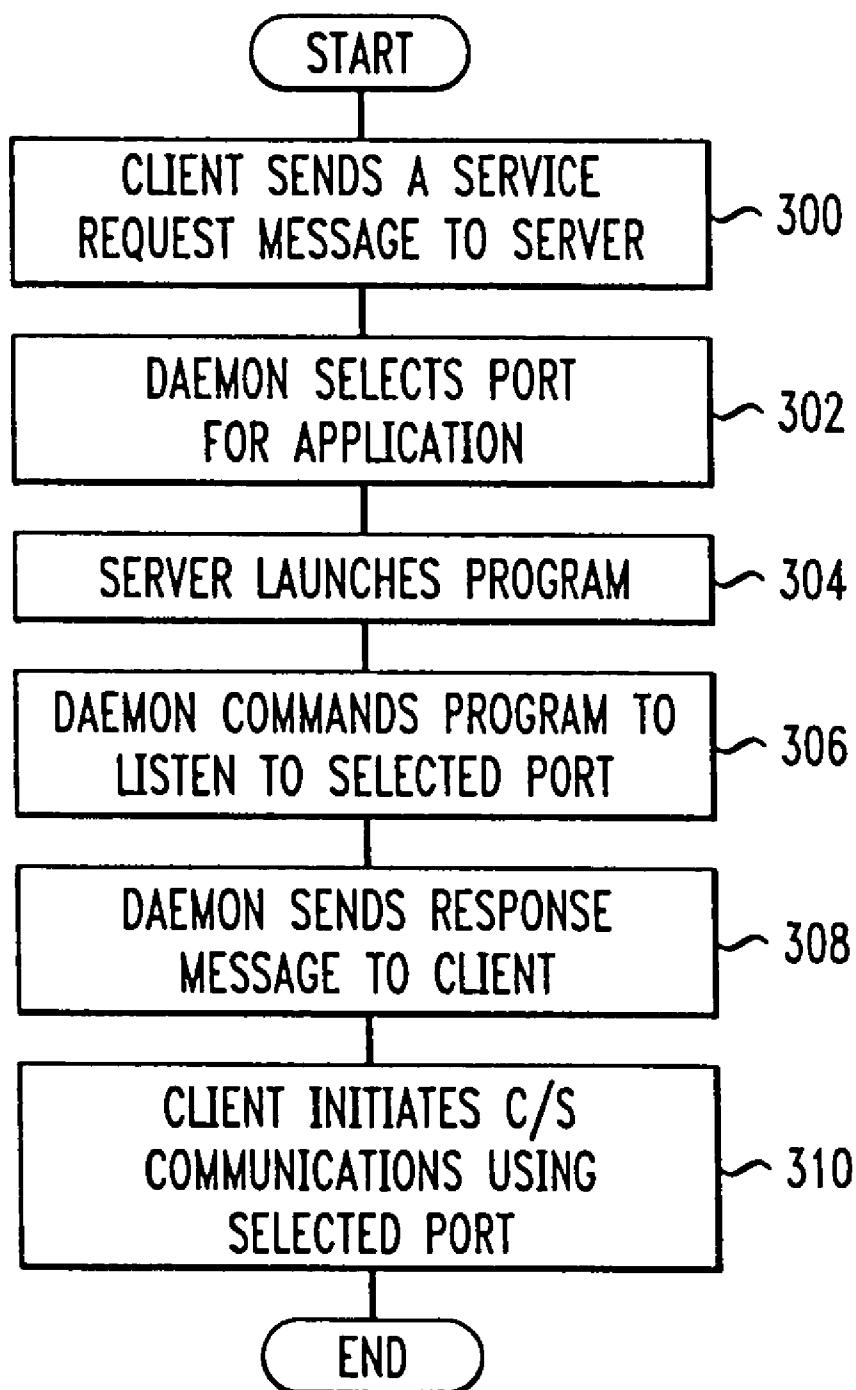 START
CLIENT SENDS A SERVICE
REQUEST MESSAGE TO SERVER
300
DAEMON SELECTS PORT
FOR APPLICATION
302
SERVER LAUNCHES PROGRAM
304
DAEMON COMMANDS PROGRAM TO
LISTEN TO SELECTED PORT
306
DAEMON SENDS RESPONSE
MESSAGE TO CLIENT
308
CLIENT INITIATES C/S
COMMUNICATIONS USING
SELECTED PORT
310
END